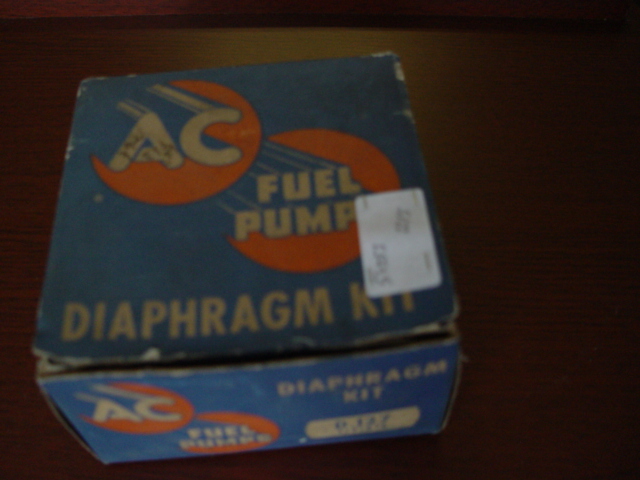 AC
FUEL
PUMP
DIAPHRAGM KIT
AC
FUEL
PUMPS
DIAPHRAGM
KIT